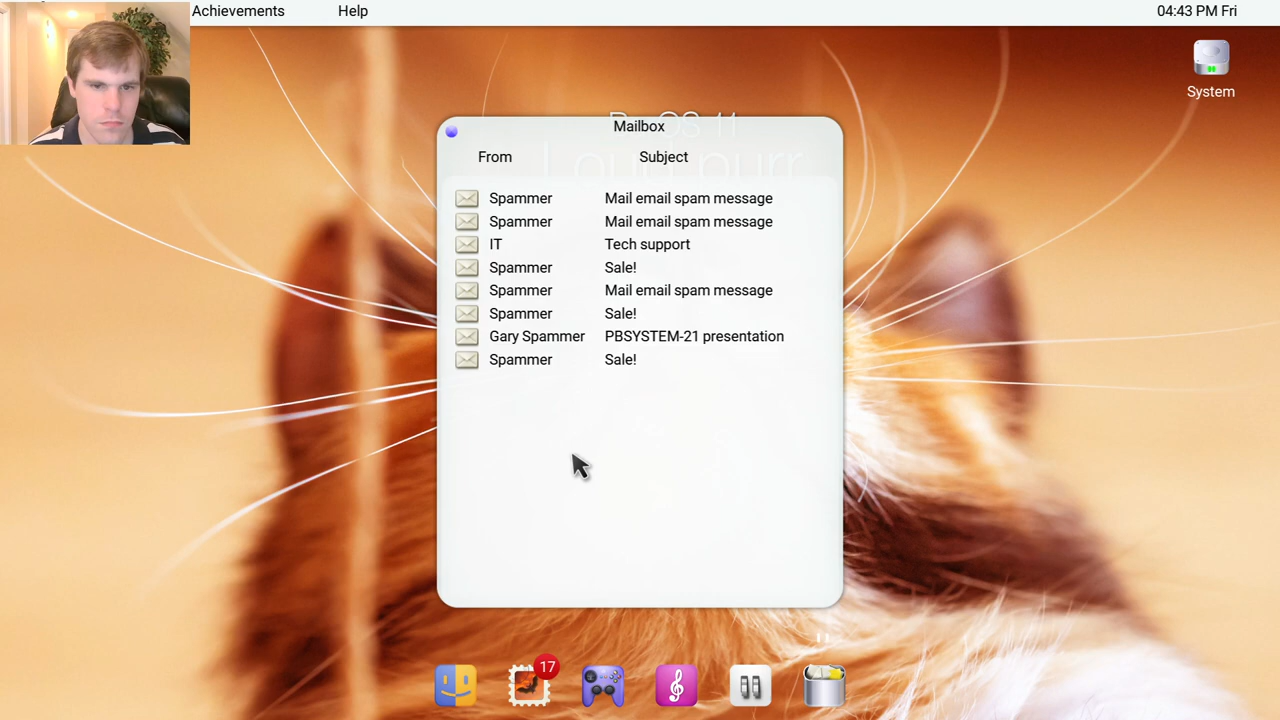 Achievements Help 04:43 PM Fri
System
Mailbox
From Subject
Spammer Mail email spam message
Spammer Mail email spam message
IT Tech support
Spammer Sale!
Spammer Mail email spam message
Spammer Sale!
Gary Spammer PBSYSTEM-21 presentation
Spammer Sale!
17